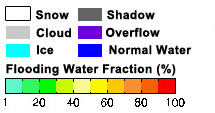 Snow Shadow
Cloud Overflow
Ice Normal Water
Flooding Water Fraction (%)
1 20 40 60 80 100